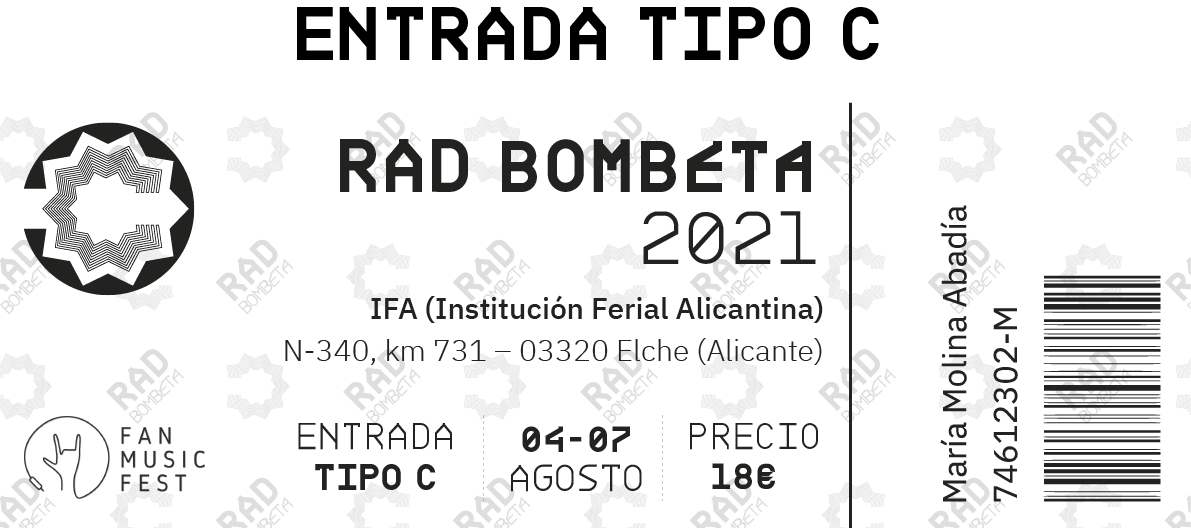 ENTRADA TIPO C
RAD BOMBETA
2021
IFA (Institución Ferial Alicantina)
N-340, km 731 – 03320 Elche (Alicante)
FAN
MUSIC
FEST
ENTRADA
TIPO C
04-07
AGOSTO
PRECIO
18€
María Molina Abadía
74612302-M
RAD
BOMBETA